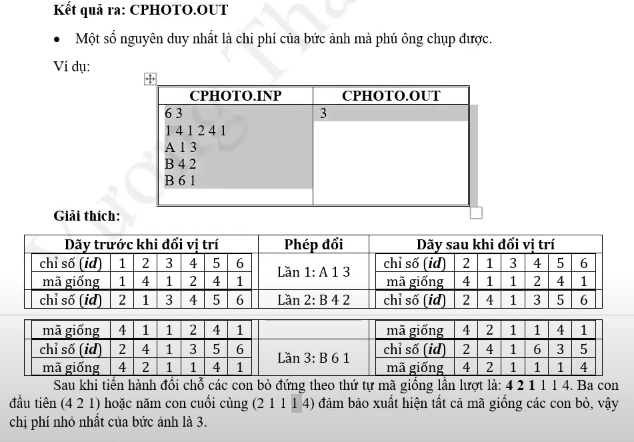 Kết quả ra: CPHOTO.OUT
• Một số nguyên duy nhất là chi phí của bức ảnh mà phú ông chụp được.
Ví dụ:
CPHOTO.INP CPHOTO.OUT
6 3 3
1 4 1 2 4 1
A 1 3
B 4 2
B 6 1
Giải thích:
Dãy trước khi đổi vị trí Phép đổi Dãy sau khi đổi vị trí
chỉ số (id) 1 2 3 4 5 6 Lần 1: A 1 3 chỉ số (id) 2 1 3 4 5 6
mã giống 1 4 1 2 4 1 mã giống 4 1 1 2 4 1
chỉ số (id) 2 1 3 4 5 6 Lần 2: B 4 2 chỉ số (id) 2 4 1 3 5 6
mã giống 4 1 1 2 4 1 mã giống 4 2 1 1 4 1
chỉ số (id) 2 4 1 3 5 6 Lần 3: B 6 1 chỉ số (id) 2 4 1 6 3 5
mã giống 4 2 1 1 4 1 mã giống 4 2 1 1 1 4
Sau khi tiến hành đổi chỗ các con bò đứng theo thứ tự mã giống lần lượt là: 4 2 1 1 1 4. Ba con
đầu tiên (4 2 1) hoặc năm con cuối cùng (2 1 1 1 4) đảm bảo xuất hiện tất cả mã giống các con bò, vậy
chị phí nhỏ nhất của bức ảnh là 3.